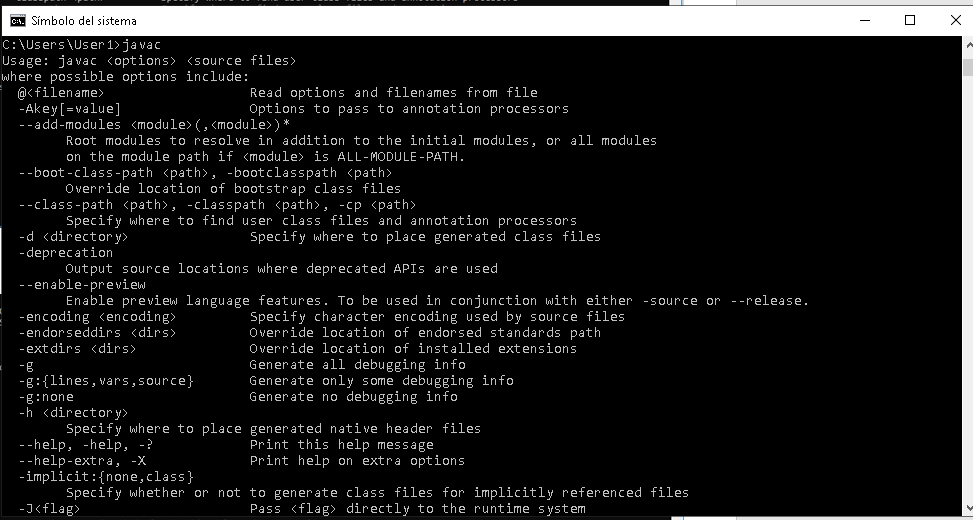 Símbolo del sistema
C:\Users\User1>javac
Usage: javac <options> <source files>
where possible options include:
  @<filename>                  Read options and filenames from file
  -Akey[=value]                Options to pass to annotation processors
  --add-modules <module>(,<module>)*
        Root modules to resolve in addition to the initial modules, or all modules
        on the module path if <module> is ALL-MODULE-PATH.
  --boot-class-path <path>, -bootclasspath <path>
        Override location of bootstrap class files
  --class-path <path>, -classpath <path>, -cp <path>
        Specify where to find user class files and annotation processors
  -d <directory>               Specify where to place generated class files
  -deprecation
        Output source locations where deprecated APIs are used
  --enable-preview
        Enable preview language features. To be used in conjunction with either -source or --release.
  -encoding <encoding>         Specify character encoding used by source files
  -endorseddirs <dirs>         Override location of endorsed standards path
  -extdirs <dirs>              Override location of installed extensions
  -g                           Generate all debugging info
  -g:{lines,vars,source}       Generate only some debugging info
  -g:none                      Generate no debugging info
  -h <directory>
        Specify where to place generated native header files
  --help, -help, -?            Print this help message
  --help-extra, -X             Print help on extra options
  -implicit:{none,class}
        Specify whether or not to generate class files for implicitly referenced files
  -J<flag>                     Pass <flag> directly to the runtime system